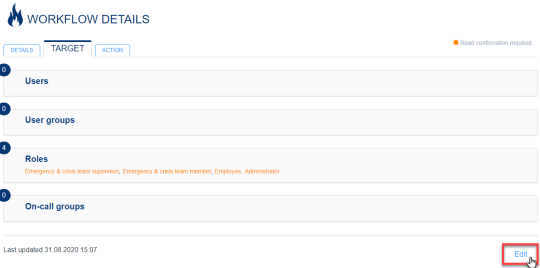 WORKFLOW DETAILS
DETAILS TARGET ACTION
Read confirmation required
0
Users
0
User groups
4
Roles
Emergency & crisis team supervisor, Emergency & crisis team member, Employee, Administrator
0
On-call groups
Last updated 31.08.2020 15:07
Edit